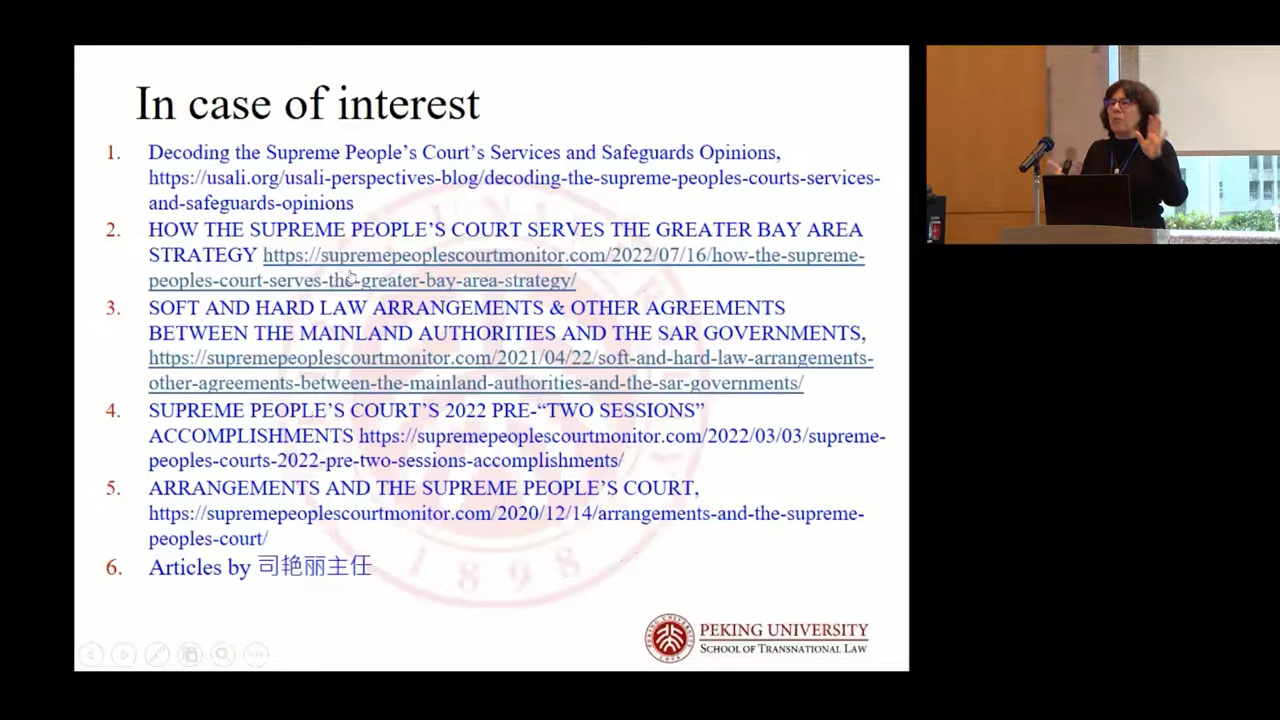 In case of interest
1. Decoding the Supreme People's Court's Services and Safeguards Opinions,
https://usali.org/usali-perspectives-blog/decoding-the-supreme-peoples-courts-services-
and-safeguards-opinions
2. HOW THE SUPREME PEOPLE'S COURT SERVES THE GREATER BAY AREA
STRATEGY https://supremepeoplescourtmonitor.com/2022/07/16/how-the-supreme-
peoples-court-serves-the-greater-bay-area-strategy/
3. SOFT AND HARD LAW ARRANGEMENTS & OTHER AGREEMENTS
BETWEEN THE MAINLAND AUTHORITIES AND THE SAR GOVERNMENTS,
https://supremepeoplescourtmonitor.com/2021/04/22/soft-and-hard-law-arrangements-
other-agreements-between-the-mainland-authorities-and-the-sar-governments/
4. SUPREME PEOPLE'S COURT'S 2022 PRE-“TWO SESSIONS”
ACCOMPLISHMENTS https://supremepeoplescourtmonitor.com/2022/03/03/supreme-
peoples-courts-2022-pre-two-sessions-accomplishments/
5. ARRANGEMENTS AND THE SUPREME PEOPLE'S COURT,
https://supremepeoplescourtmonitor.com/2020/12/14/arrangements-and-the-supreme-
peoples-court/
6. Articles by 司艳丽主任
1898
PEKING UNIVERSITY
SCHOOL OF TRANSNATIONAL LAW